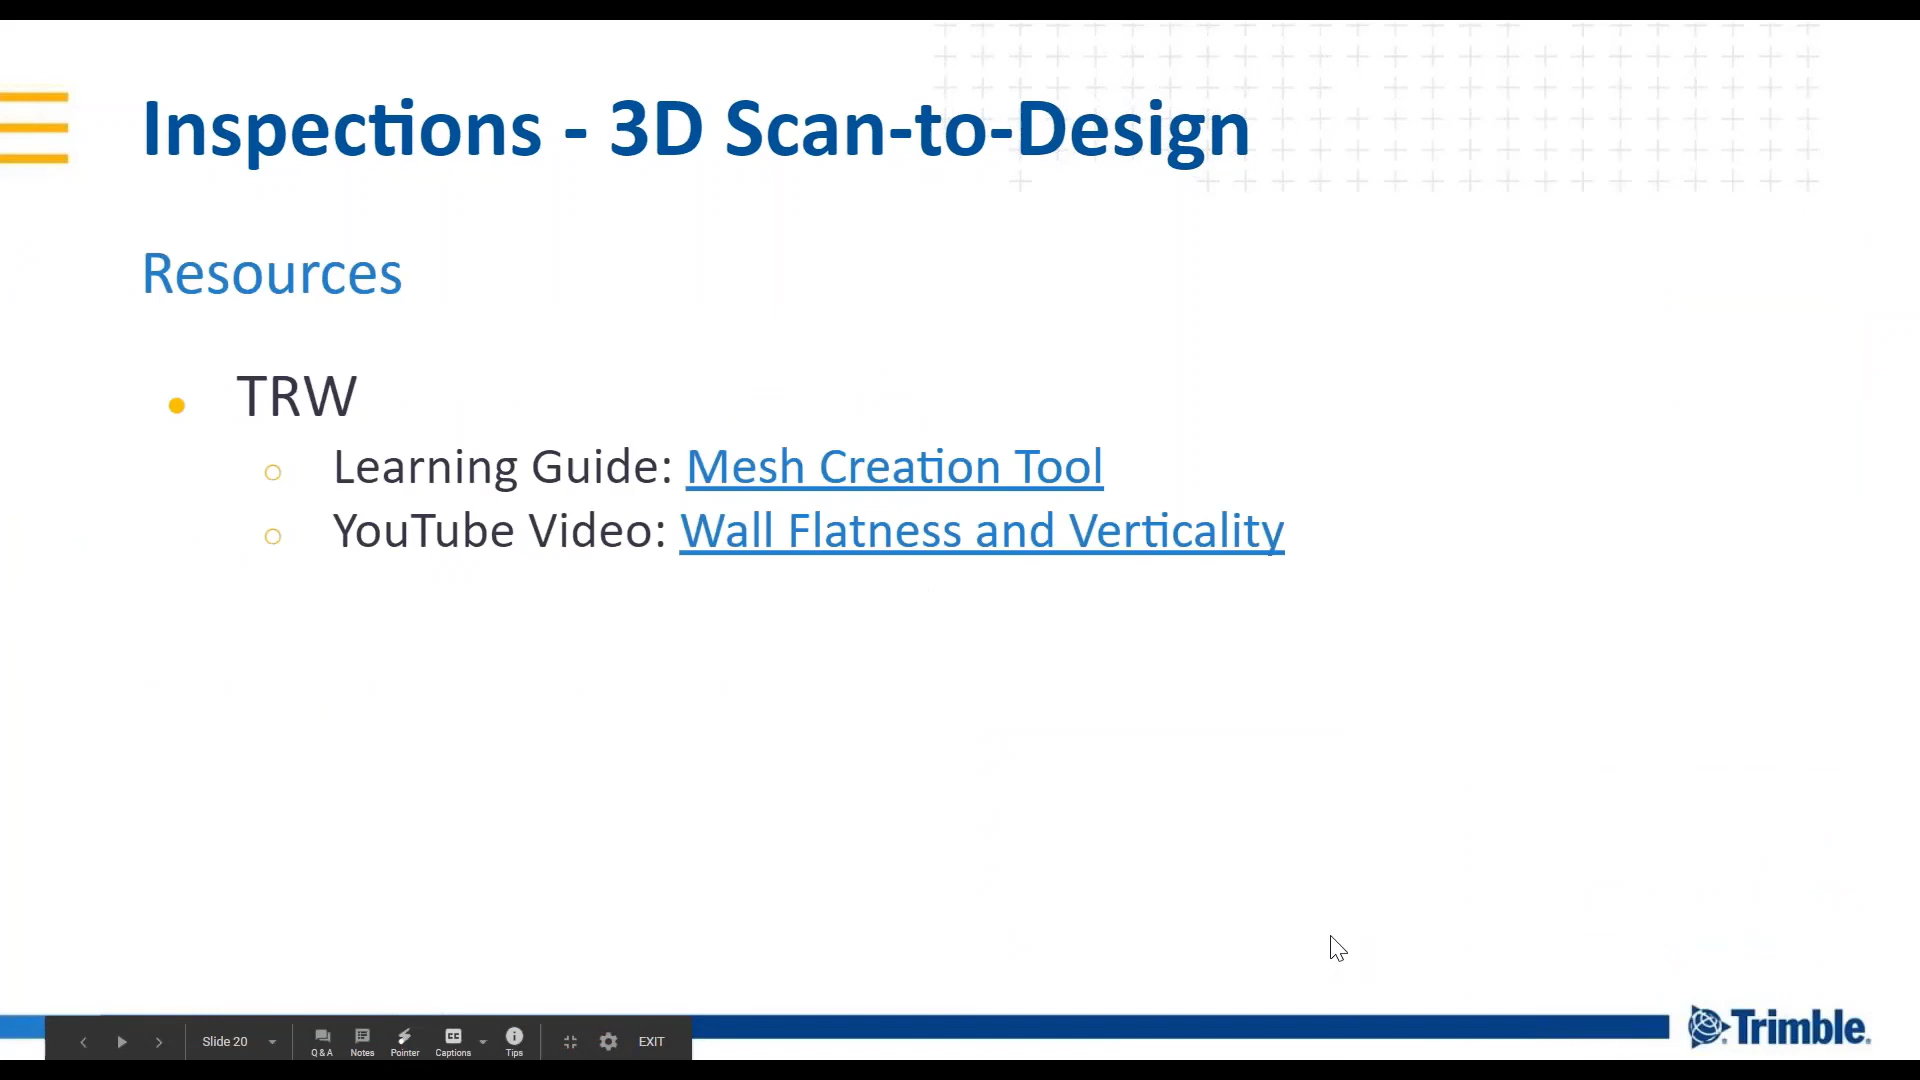 Inspections - 3D Scan-to-Design
Resources
TRW
Learning Guide: Mesh Creation Tool
YouTube Video: Wall Flatness and Verticality
Slide 20
Q & A
Notes
Pointer
Captions
Tips
EXIT
Trimble